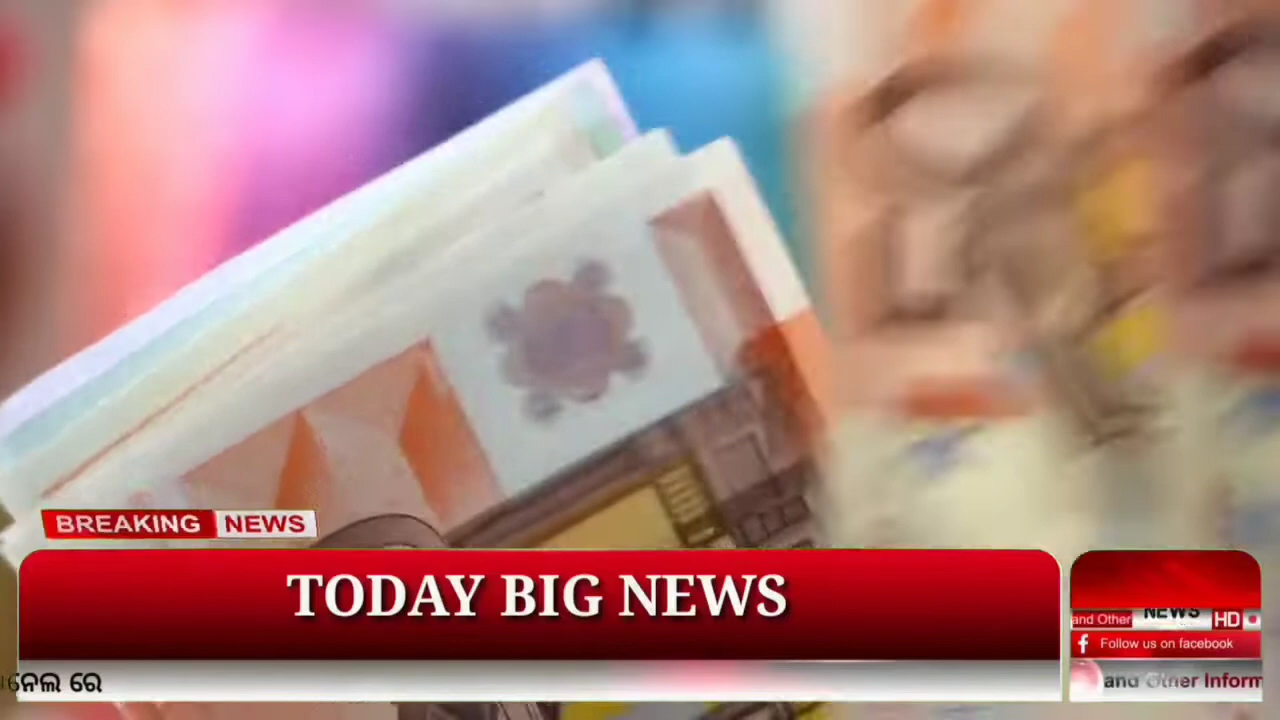 BREAKING NEWS
TODAY BIG NEWS
ନେଲ ରେ
and Other NEWS HD
Follow us on facebook
and Other Inform